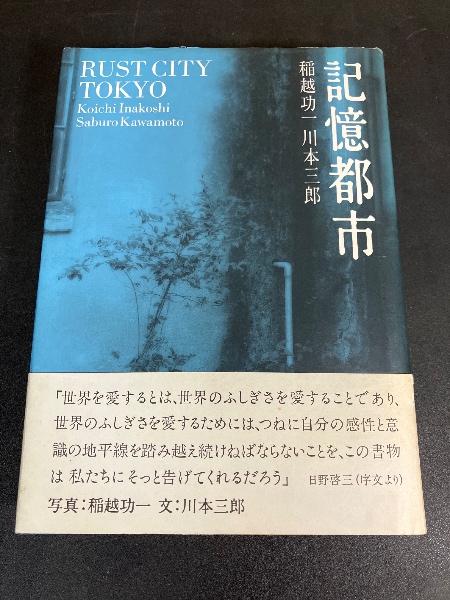 RUST CITY
TOKYO
Koichi Inakoshi
Saburo Kawamoto
記憶都市
稲越功一 川本三郎
「世界を愛するとは、世界のふしぎさを愛することであり、
世界のふしぎさを愛するためには、つねに自分の感性と意
識の地平線を踏み越え続けねばならないことを、この書物
は 私たちにそっと告げてくれるだろう」 日野啓三(序文より)
写真:稲越功一 文:川本三郎